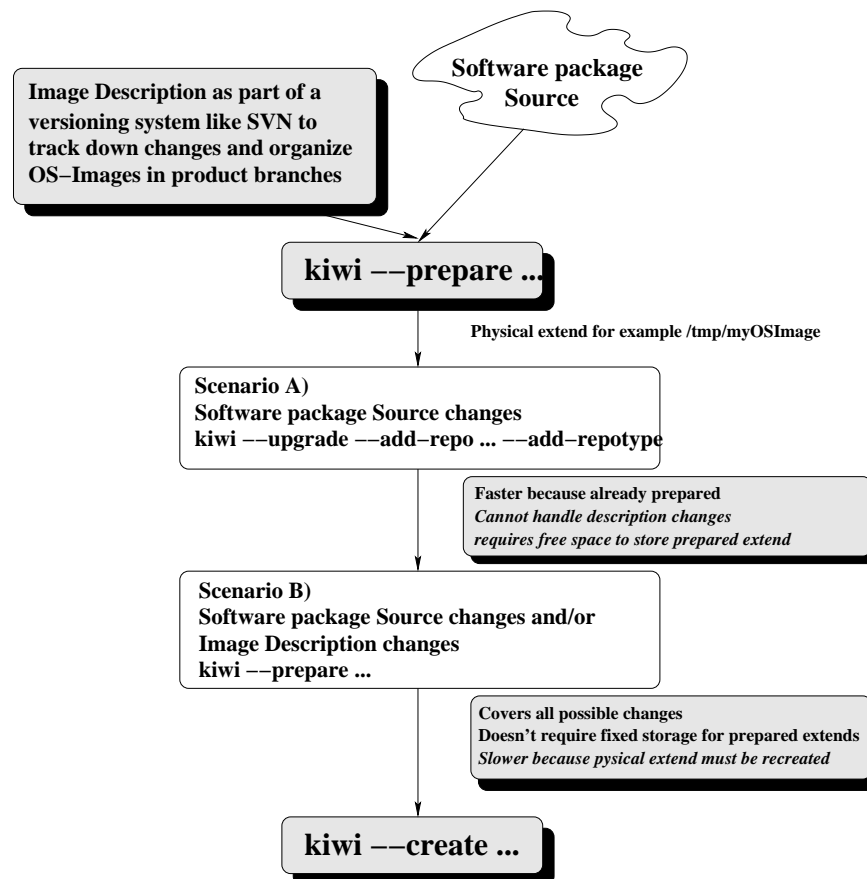 Software package
Source
Image Description as part of a
versioning system like SVN to
track down changes and organize
OS−Images in product branches
kiwi −−prepare ...
Physical extend for example /tmp/myOSImage
Scenario A)
Software package Source changes
kiwi −−upgrade −−add−repo ... −−add−repotype
Faster because already prepared
Cannot handle description changes
requires free space to store prepared extend
Scenario B)
Software package Source changes and/or
Image Description changes
kiwi −−prepare ...
Covers all possible changes
Doesn't require fixed storage for prepared extends
Slower because pysical extend must be recreated
kiwi −−create ...